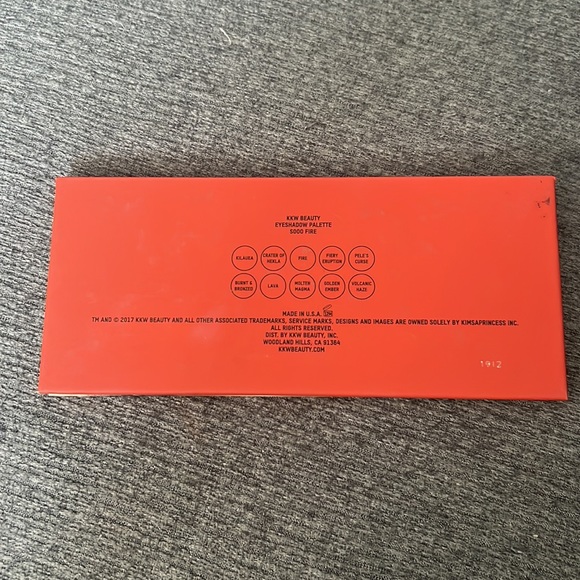 KKW BEAUTY
EYESHADOW PALETTE
SOOO FIRE
KILAUEA
CRATER OF HEKLA
FIRE
FIERY ERUPTION
PELE'S CURSE
BURNT & BRONZED
LAVA
MOLTEN MAGMA
GOLDEN EMBER
VOLCANIC HAZE
MADE IN U.S.A. 12M
TM AND © 2017 KKW BEAUTY AND ALL OTHER ASSOCIATED TRADEMARKS, SERVICE MARKS, DESIGNS AND IMAGES ARE OWNED SOLELY BY KIMSAPRINCESS INC.
ALL RIGHTS RESERVED.
DIST. BY KKW BEAUTY, INC.
WOODLAND HILLS, CA 91364
KKWBEAUTY.COM
1912